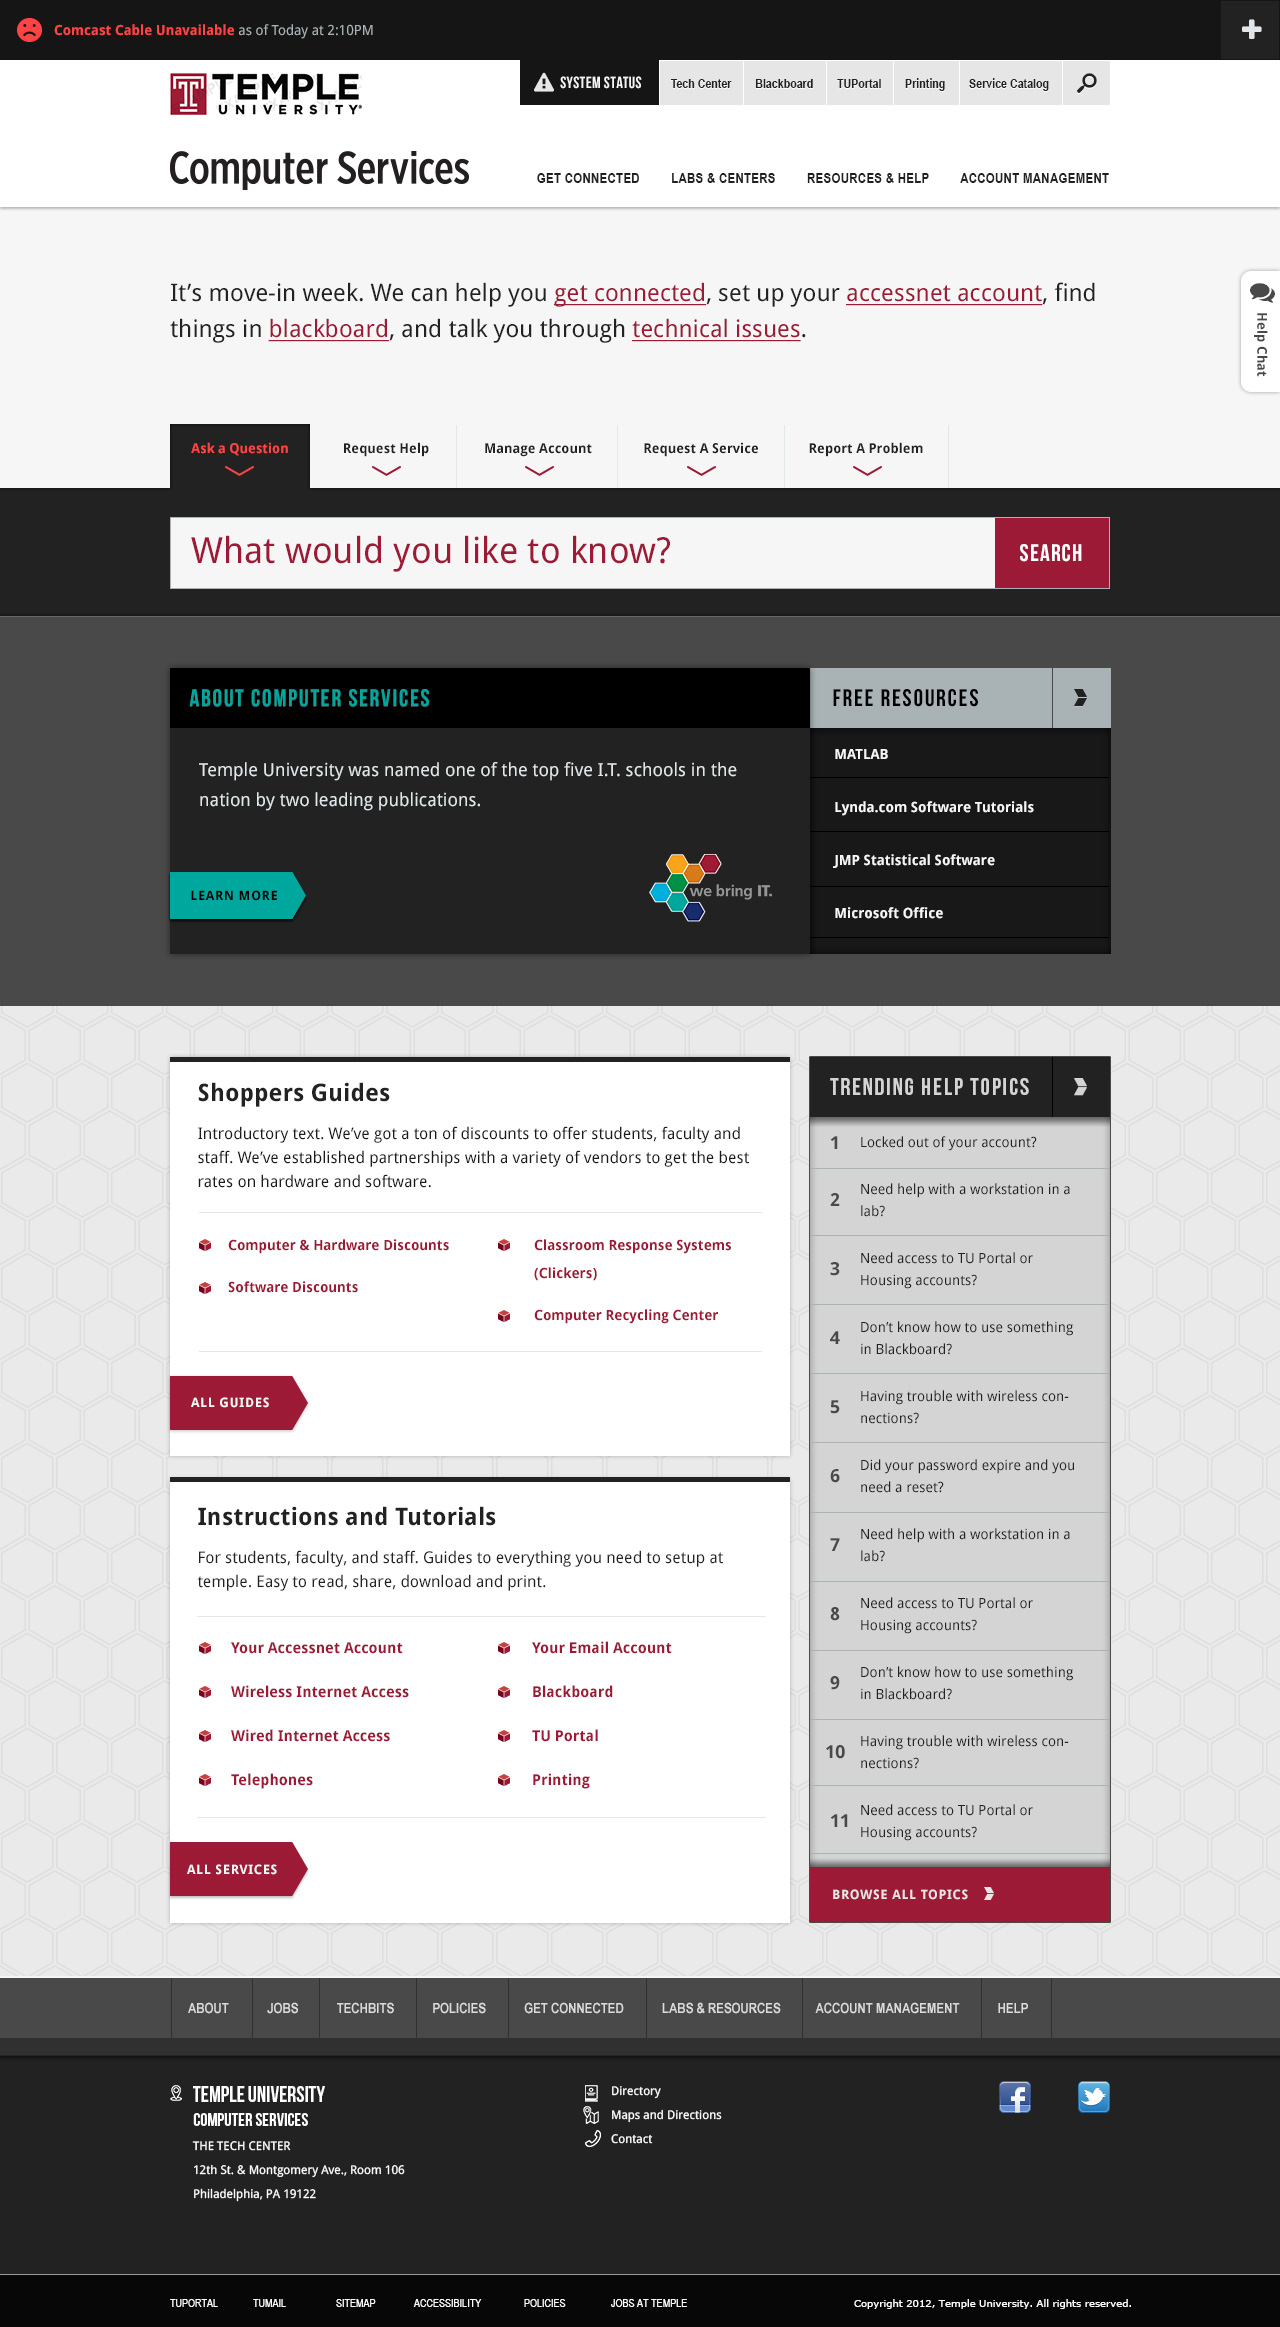 Comcast Cable Unavailable as of Today at 2:10PM
TEMPLE
UNIVERSITY®
SYSTEM STATUS
Tech Center
Blackboard
TUPortal
Printing
Service Catalog
Computer Services
GET CONNECTED
LABS & CENTERS
RESOURCES & HELP
ACCOUNT MANAGEMENT
It's move-in week. We can help you get connected, set up your accessnet account, find
things in blackboard, and talk you through technical issues.
Help Chat
Ask a Question
Request Help
Manage Account
Request A Service
Report A Problem
What would you like to know?
SEARCH
ABOUT COMPUTER SERVICES
Temple University was named one of the top five I.T. schools in the
nation by two leading publications.
LEARN MORE
we bring IT.
FREE RESOURCES
MATLAB
Lynda.com Software Tutorials
JMP Statistical Software
Microsoft Office
Shoppers Guides
Introductory text. We've got a ton of discounts to offer students, faculty and
staff. We've established partnerships with a variety of vendors to get the best
rates on hardware and software.
Computer & Hardware Discounts
Software Discounts
Classroom Response Systems
(Clickers)
Computer Recycling Center
ALL GUIDES
Instructions and Tutorials
For students, faculty, and staff. Guides to everything you need to setup at
temple. Easy to read, share, download and print.
Your Accessnet Account
Wireless Internet Access
Wired Internet Access
Telephones
Your Email Account
Blackboard
TU Portal
Printing
ALL SERVICES
TRENDING HELP TOPICS
1 Locked out of your account?
2 Need help with a workstation in a
lab?
3 Need access to TU Portal or
Housing accounts?
4 Don't know how to use something
in Blackboard?
5 Having trouble with wireless con-
nections?
6 Did your password expire and you
need a reset?
7 Need help with a workstation in a
lab?
8 Need access to TU Portal or
Housing accounts?
9 Don't know how to use something
in Blackboard?
10 Having trouble with wireless con-
nections?
11 Need access to TU Portal or
Housing accounts?
BROWSE ALL TOPICS
ABOUT
JOBS
TECHBITS
POLICIES
GET CONNECTED
LABS & RESOURCES
ACCOUNT MANAGEMENT
HELP
TEMPLE UNIVERSITY
COMPUTER SERVICES
THE TECH CENTER
12th St. & Montgomery Ave., Room 106
Philadelphia, PA 19122
Directory
Maps and Directions
Contact
TUPORTAL
TUMAIL
SITEMAP
ACCESSIBILITY
POLICIES
JOBS AT TEMPLE
Copyright 2012, Temple University. All rights reserved.